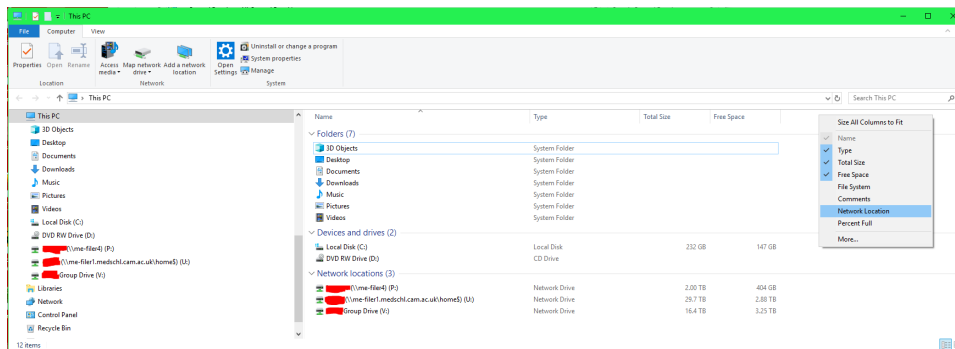 This PC
File Computer View
Properties Open Rename Access media Map network drive Add a network location Open Settings Uninstall or change a program
System properties
Manage
Location Network System
This PC Search This PC
This PC
3D Objects
Desktop
Documents
Downloads
Music
Pictures
Videos
Local Disk (C:)
DVD RW Drive (D:)
(\\me-filer4) (P:)
(\\me-filer1.medschl.cam.ac.uk\home$) (U:)
Group Drive (V:)
Libraries
Network
Control Panel
Recycle Bin
12 items
Name Type Total Size Free Space
Folders (7)
3D Objects System Folder
Desktop System Folder
Documents System Folder
Downloads System Folder
Music System Folder
Pictures System Folder
Videos System Folder
Devices and drives (2)
Local Disk (C:) Local Disk 232 GB 147 GB
DVD RW Drive (D:) CD Drive
Network locations (3)
(\\me-filer4) (P:) Network Drive 2.00 TB 404 GB
(\\me-filer1.medschl.cam.ac.uk\home$) (U:) Network Drive 29.7 TB 2.88 TB
Group Drive (V:) Network Drive 16.4 TB 3.25 TB
Size All Columns to Fit
Name
Type
Total Size
Free Space
File System
Comments
Network Location
Percent Full
More...